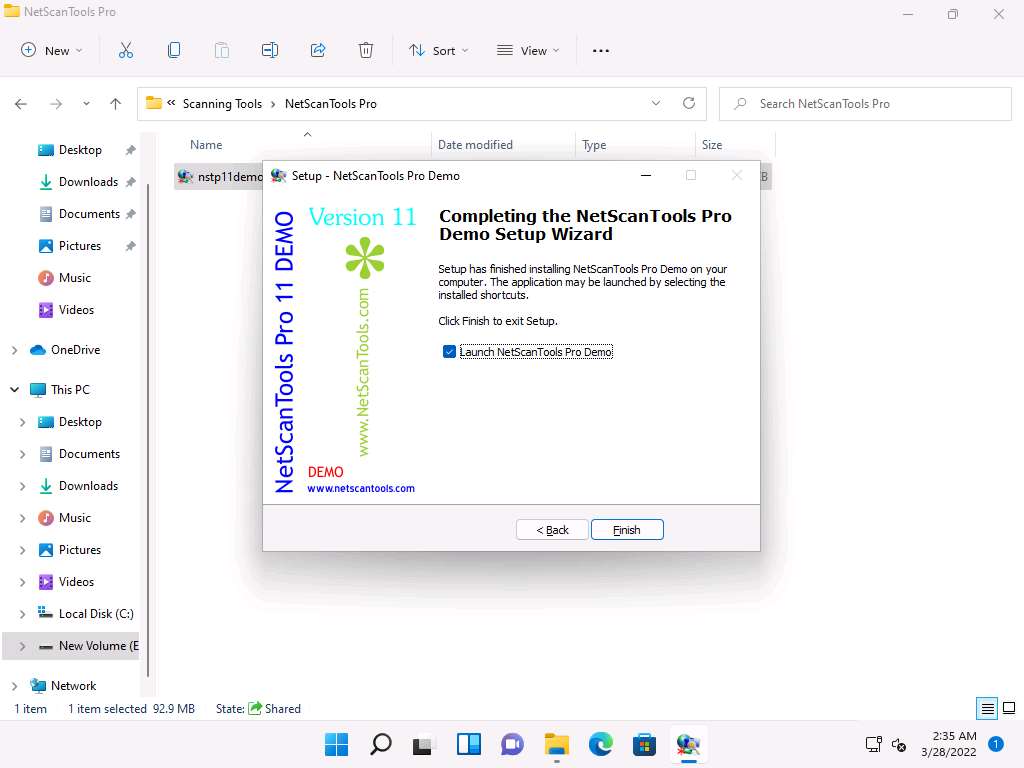 NetScanTools Pro
New
Sort
View
« Scanning Tools > NetScanTools Pro
Search NetScanTools Pro
Name
Date modified
Type
Size
Desktop
Downloads
Documents
Pictures
Music
Videos
OneDrive
This PC
Desktop
Documents
Downloads
Music
Pictures
Videos
Local Disk (C:)
New Volume (E
Network
nstp11demo
B
Setup - NetScanTools Pro Demo
NetScanTools Pro 11 DEMO
Version 11
www.NetScanTools.com
DEMO
www.netscantools.com
Completing the NetScanTools Pro
Demo Setup Wizard
Setup has finished installing NetScanTools Pro Demo on your
computer. The application may be launched by selecting the
installed shortcuts.
Click Finish to exit Setup.
Launch NetScanTools Pro Demo
< Back
Finish
1 item
1 item selected 92.9 MB
State: Shared
2:35 AM
3/28/2022
1